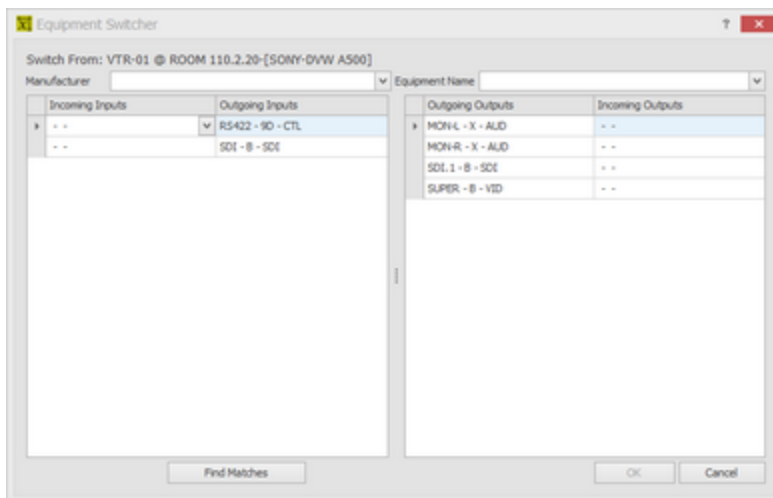 Equipment Switcher ?
Switch From: VTR-01 @ ROOM 110.2.20-[SONY-DVW A500]
Manufacturer Equipment Name
Incoming Inputs Outgoing Inputs Outgoing Outputs Incoming Outputs
- - RS422 - 9D - CTL MON-L - X - AUD - -
- - SDI - B - SDI MON-R - X - AUD - -
SDI.1 - B - SDI - -
SUPER - B - VID - -
Find Matches OK Cancel